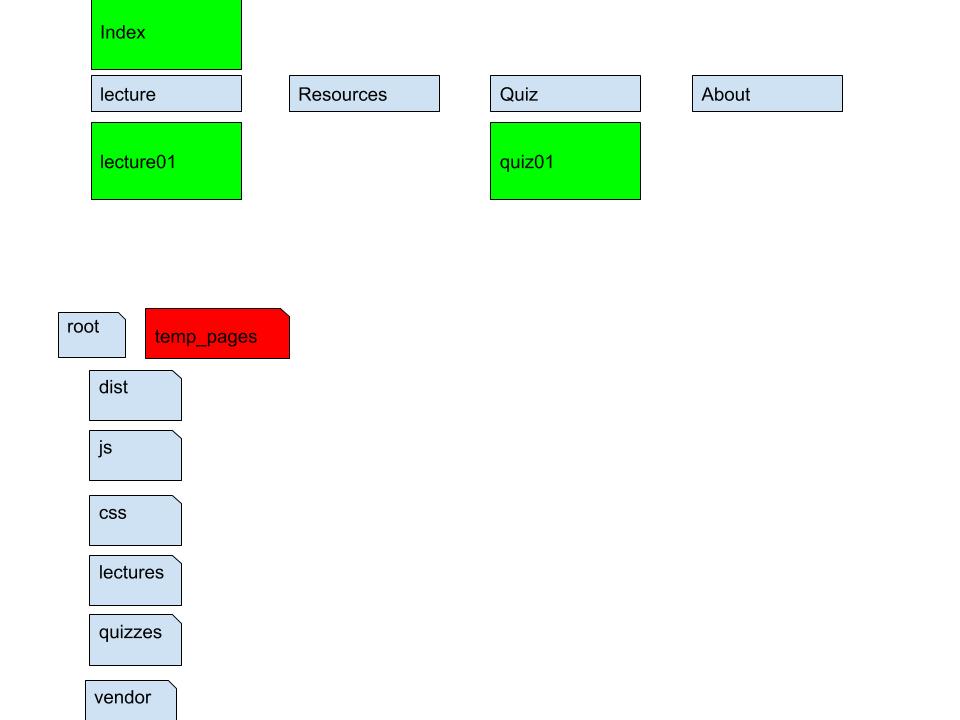 Index
lecture
Resources
Quiz
About
lecture01
quiz01
root
temp_pages
dist
js
css
lectures
quizzes
vendor